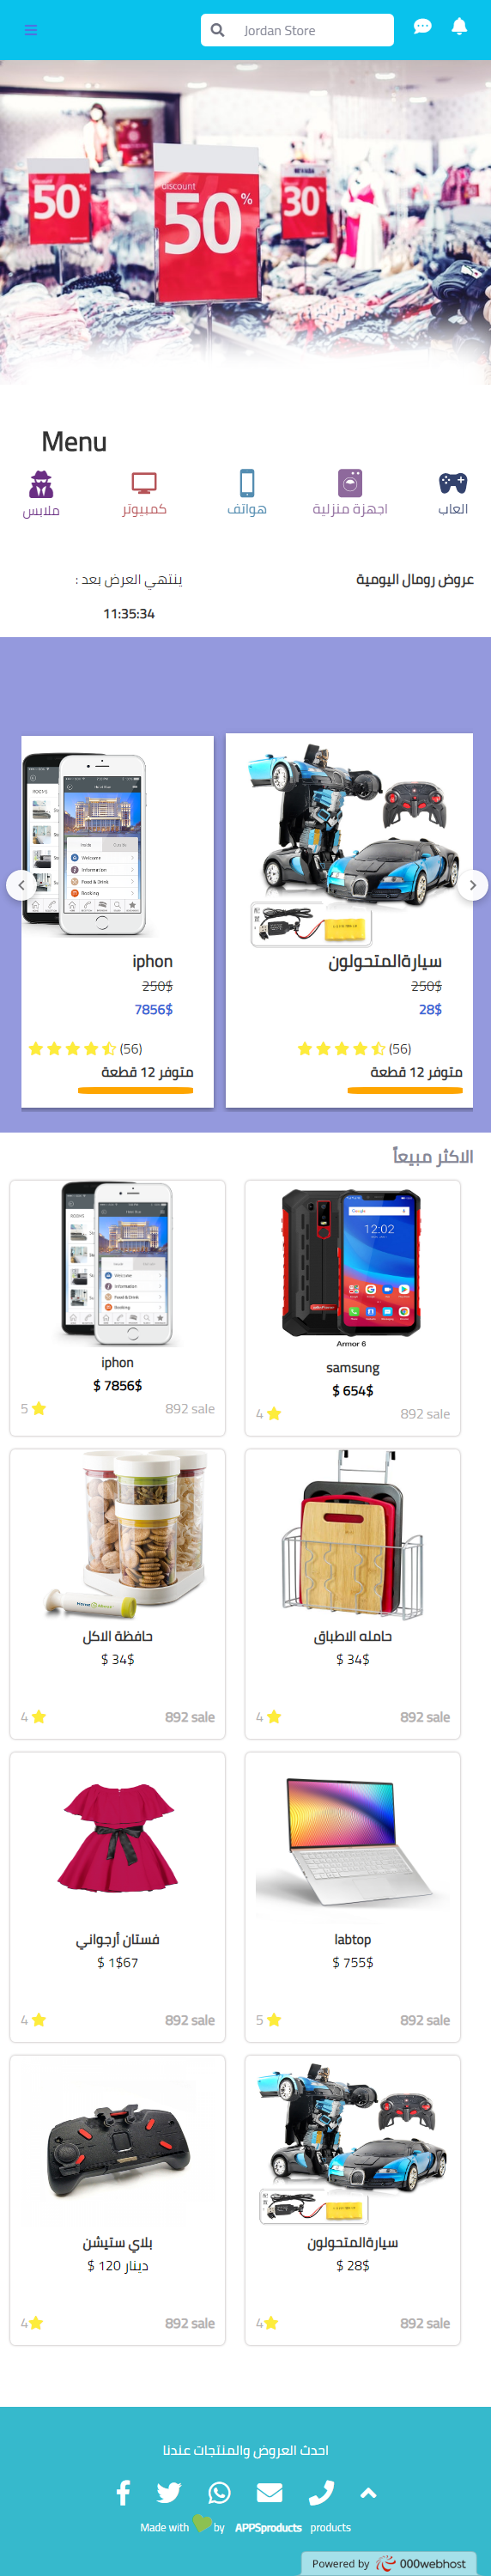 Jordan Store
50%
discount
50%
30%
Menu
العاب
اجهزة منزلية
هواتف
كمبيوتر
ملابس
عروض رومال اليومية
ينتهي العرض بعد :
11:35:34
سيارةالمتحولون
250$
28$
(56)
متوفر 12 قطعة
iphon
250$
7856$
(56)
متوفر 12 قطعة
الاكثر مبيعاً
Armor 6
samsung
$ 654$
4
892 sale
iphon
$ 7856$
5
892 sale
حامله الاطباق
$ 34$
4
892 sale
حافظة الاكل
$ 34$
4
892 sale
labtop
$ 755$
5
892 sale
فستان أرجواني
$ 1$67
4
892 sale
سيارةالمتحولون
$ 28$
4
892 sale
بلاي ستيشن
$ 120 دينار
4
892 sale
احدث العروض والمنتجات عندنا
Made with by APPSproducts products
Powered by 000webhost